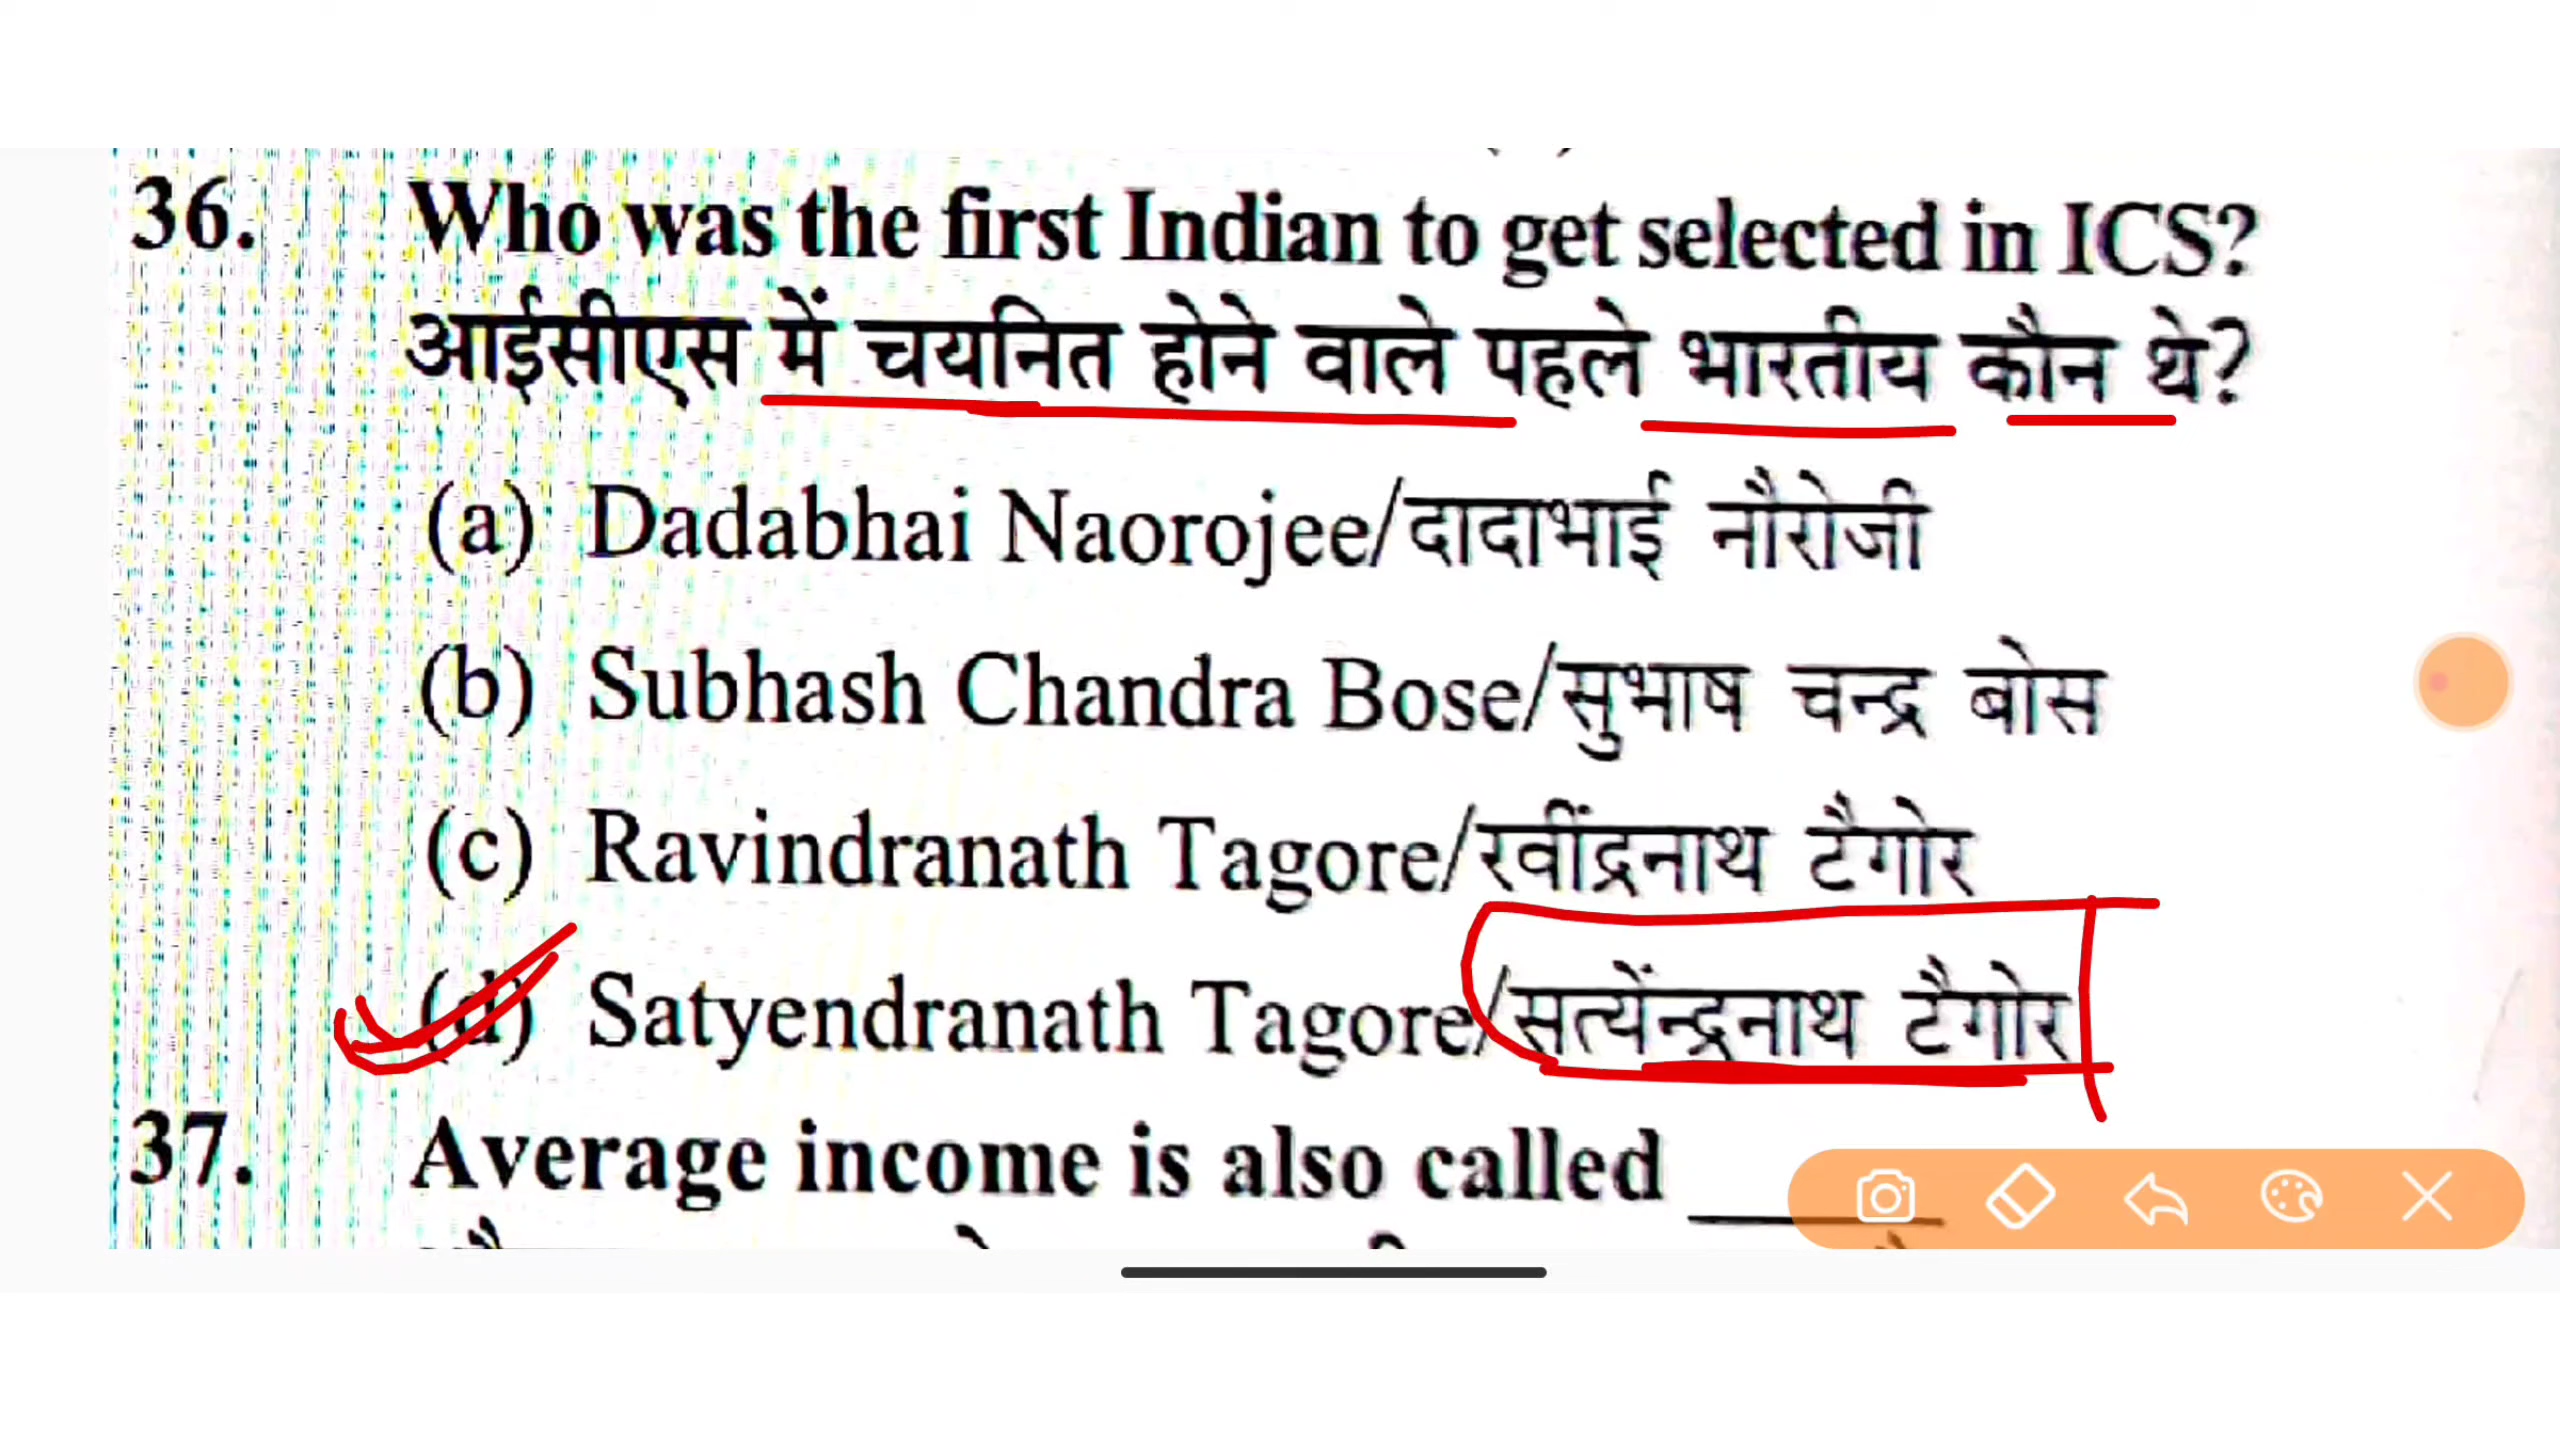 36. Who was the first Indian to get selected in ICS?
आईसीएस में चयनित होने वाले पहले भारतीय कौन थे?
(a) Dadabhai Naorojee/दादाभाई नौरोजी
(b) Subhash Chandra Bose/सुभाष चन्द्र बोस
(c) Ravindranath Tagore/रवींद्रनाथ टैगोर
(d) Satyendranath Tagore/सत्येंन्द्रनाथ टैगोर
37. Average income is also called ______